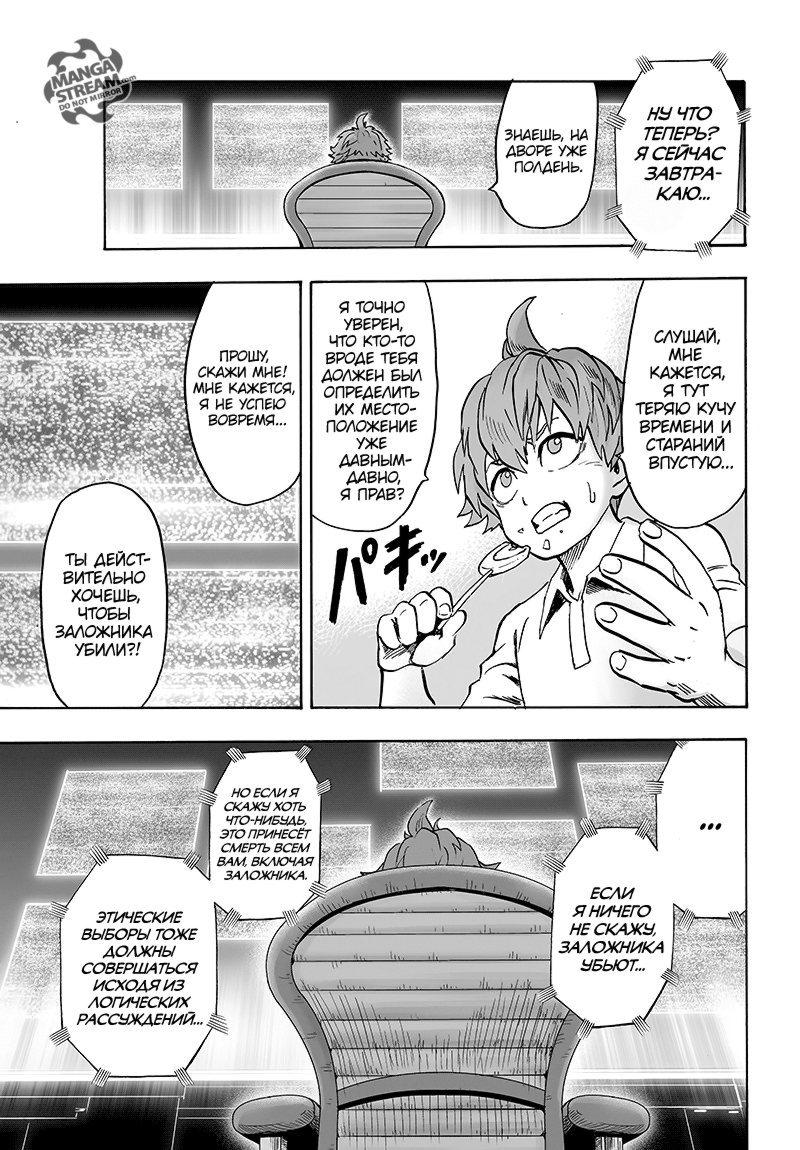 MANGA
STREAM.com
DO NOT MIRROR
НУ ЧТО
ТЕПЕРЬ?
Я СЕЙЧАС
ЗАВТРА-
КАЮ...
ЗНАЕШЬ, НА
ДВОРЕ УЖЕ
ПОЛДЕНЬ.
СЛУШАЙ,
МНЕ
КАЖЕТСЯ,
Я ТУТ
ТЕРЯЮ КУЧУ
ВРЕМЕНИ И
СТАРАНИЙ
ВПУСТУЮ...
Я ТОЧНО
УВЕРЕН,
ЧТО КТО-ТО
ВРОДЕ ТЕБЯ
ДОЛЖЕН БЫЛ
ОПРЕДЕЛИТЬ
ИХ МЕСТО-
ПОЛОЖЕНИЕ
УЖЕ
ДАВНЫМ-
ДАВНО,
Я ПРАВ?
パキッ
ПРОШУ,
СКАЖИ МНЕ!
МНЕ КАЖЕТСЯ,
Я НЕ УСПЕЮ
ВОВРЕМЯ...
ТЫ ДЕЙСТ-
ВИТЕЛЬНО
ХОЧЕШЬ,
ЧТОБЫ
ЗАЛОЖНИКА
УБИЛИ?!
...
ЕСЛИ
Я НИЧЕГО
НЕ СКАЖУ,
ЗАЛОЖНИКА
УБЬЮТ...
НО ЕСЛИ Я
СКАЖУ ХОТЬ
ЧТО-НИБУДЬ,
ЭТО ПРИНЕСЁТ
СМЕРТЬ ВСЕМ
ВАМ, ВКЛЮЧАЯ
ЗАЛОЖНИКА.
ЭТИЧЕСКИЕ
ВЫБОРЫ ТОЖЕ
ДОЛЖНЫ
СОВЕРШАТЬСЯ
ИСХОДЯ ИЗ
ЛОГИЧЕСКИХ
РАССУЖДЕНИЙ...